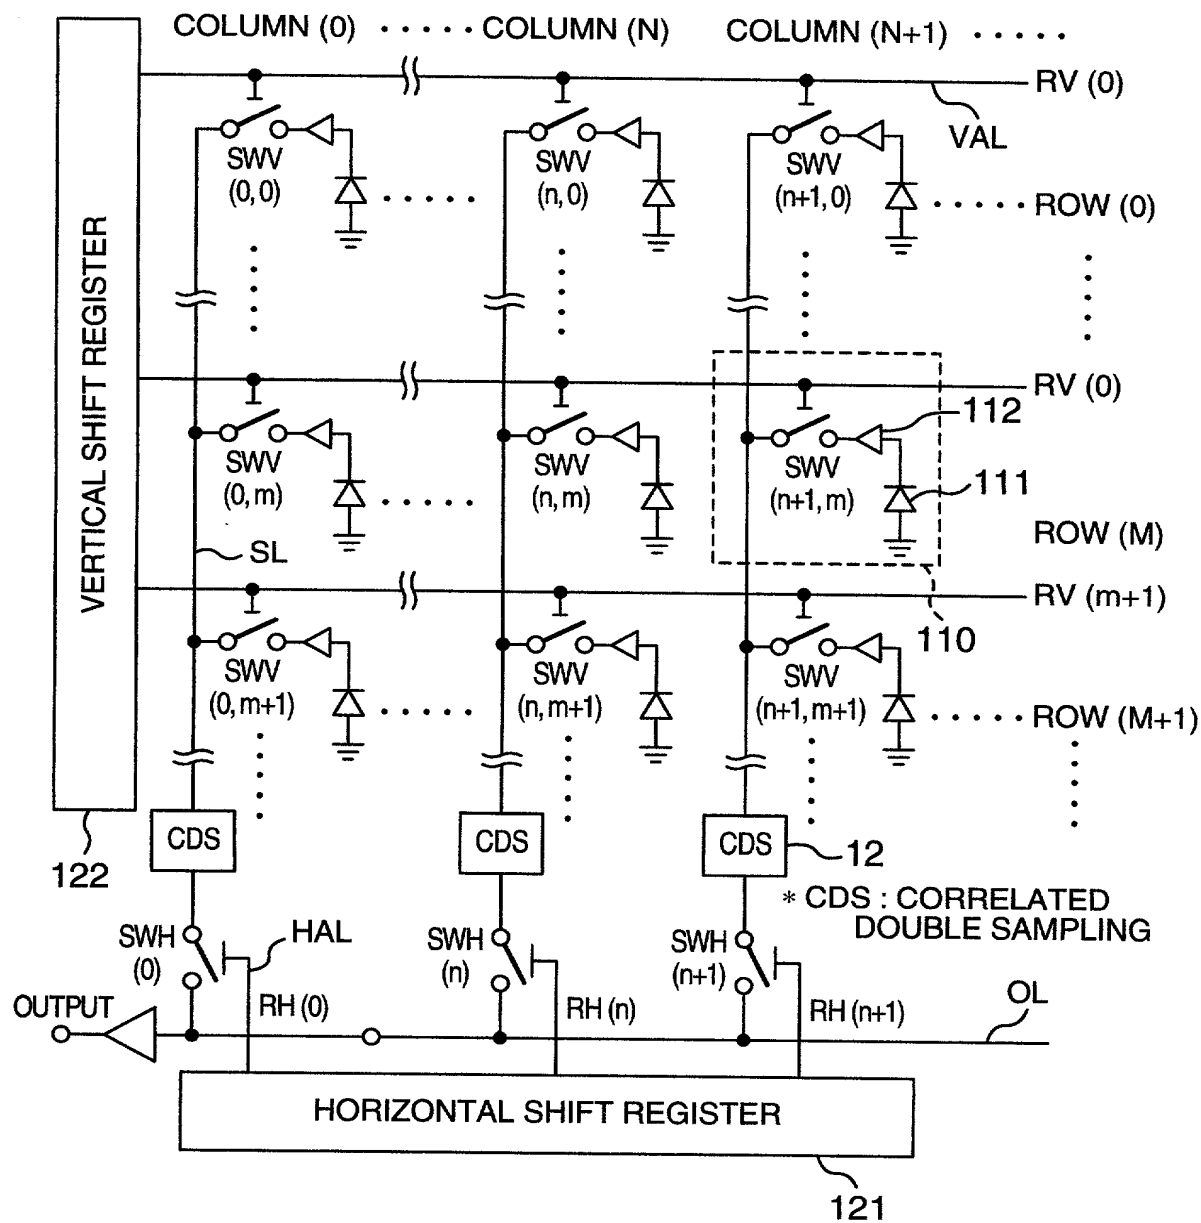 COLUMN (0) ····· COLUMN (N) COLUMN (N+1) ·····
RV (0)
VAL
SWV
(0, 0)
SWV
(n, 0)
SWV
(n+1, 0)
ROW (0)
VERTICAL SHIFT REGISTER
RV (0)
112
SWV
(0, m)
SWV
(n, m)
SWV
(n+1, m)
111
ROW (M)
SL
RV (m+1)
110
SWV
(0, m+1)
SWV
(n, m+1)
SWV
(n+1, m+1)
ROW (M+1)
122
CDS
CDS
CDS
12
* CDS : CORRELATED
DOUBLE SAMPLING
SWH
(0)
HAL
SWH
(n)
SWH
(n+1)
OUTPUT
RH (0)
RH (n)
RH (n+1)
OL
HORIZONTAL SHIFT REGISTER
121